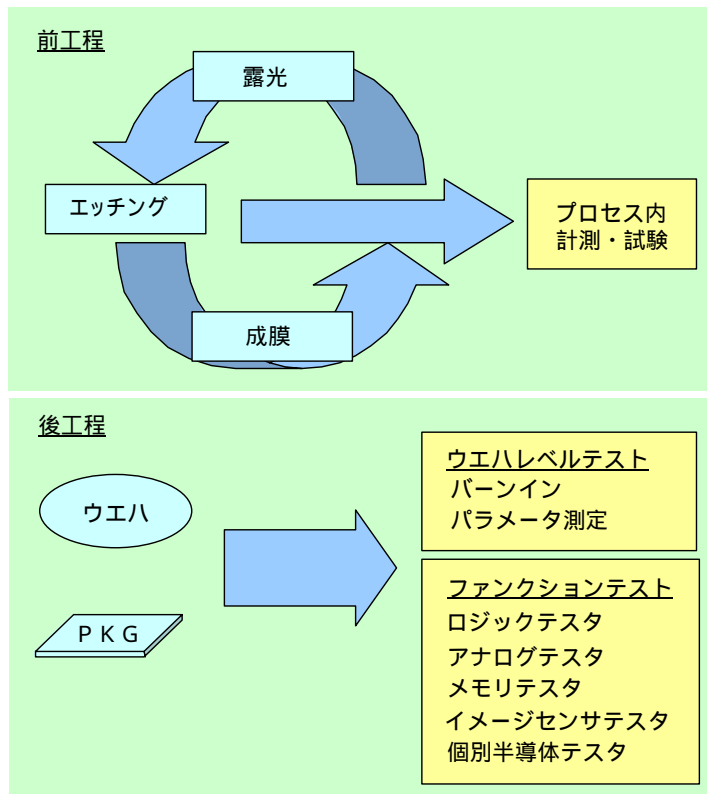 前工程
露光
エッチング
プロセス内
計測・試験
成膜
後工程
ウエハ
ＰＫＧ
ウエハレベルテスト
バーンイン
パラメータ測定
ファンクションテスト
ロジックテスタ
アナログテスタ
メモリテスタ
イメージセンサテスタ
個別半導体テスタ